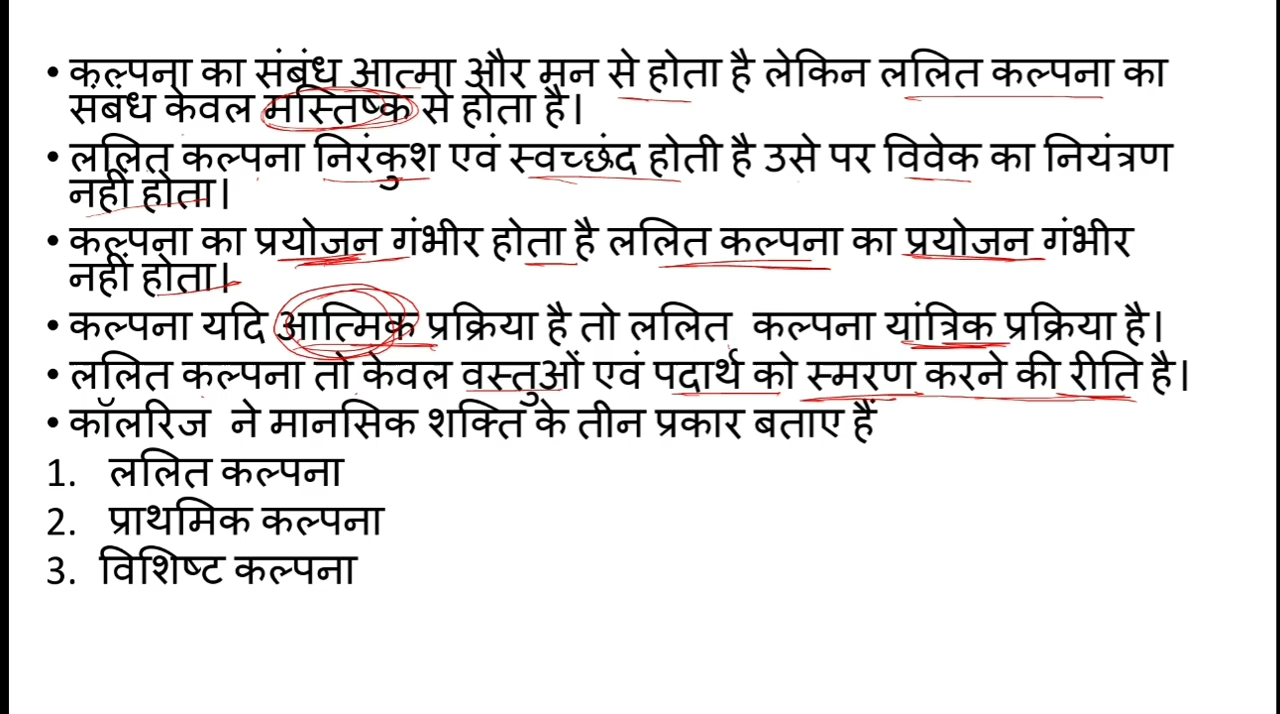 • कल्पना का संबंध आत्मा और मन से होता है लेकिन ललित कल्पना का
संबंध केवल मस्तिष्क से होता है।
• ललित कल्पना निरंकुश एवं स्वच्छंद होती है उसे पर विवेक का नियंत्रण
नहीं होता।
• कल्पना का प्रयोजन गंभीर होता है ललित कल्पना का प्रयोजन गंभीर
नहीं होता।
• कल्पना यदि आत्मिक प्रक्रिया है तो ललित कल्पना यांत्रिक प्रक्रिया है।
• ललित कल्पना तो केवल वस्तुओं एवं पदार्थ को स्मरण करने की रीति है।
• कॉलरिज ने मानसिक शक्ति के तीन प्रकार बताए हैं
1. ललित कल्पना
2. प्राथमिक कल्पना
3. विशिष्ट कल्पना